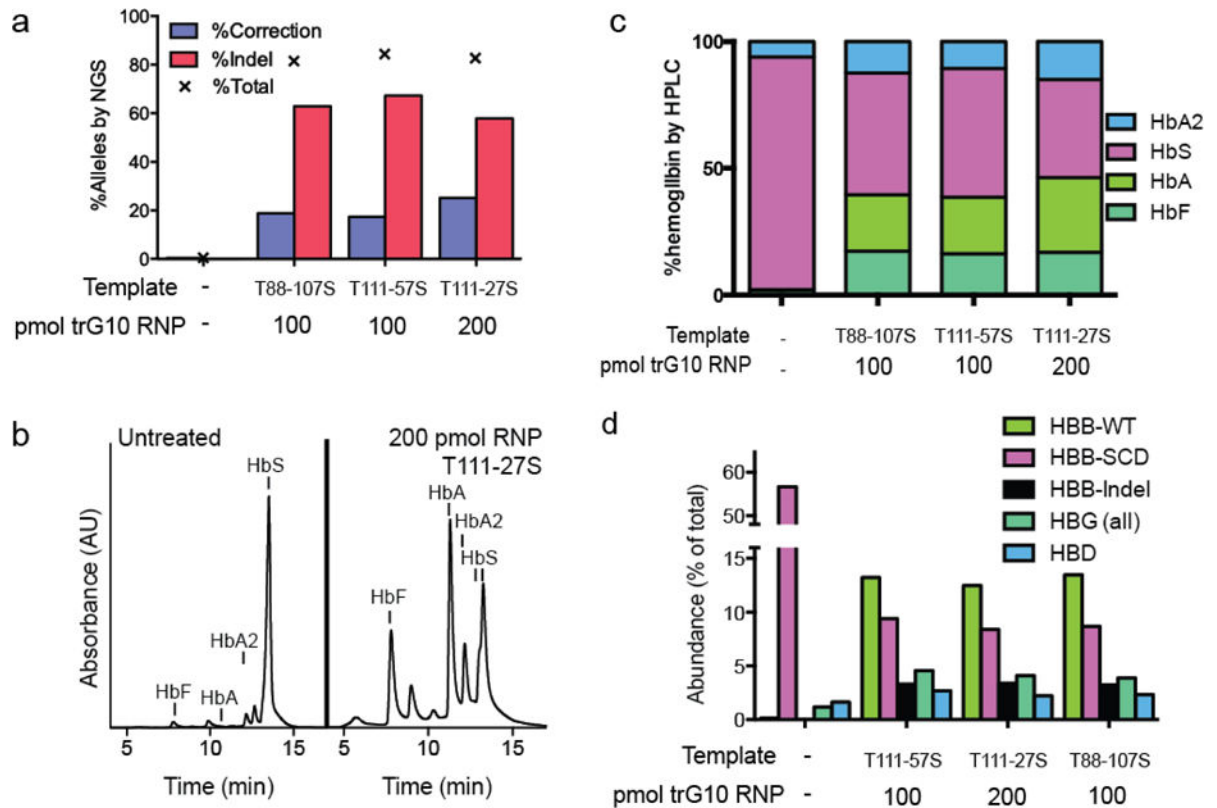 a
100
80
60
40
20
0
%Alleles by NGS
%Correction
%Indel
× %Total
Template - T88-107S T111-57S T111-27S
pmol trG10 RNP - 100 100 200
b
Untreated
200 pmol RNP
T111-27S
Absorbance (AU)
HbS
HbA2
HbF
HbA
HbA
HbA2
HbS
HbF
5 10 15 5 10 15
Time (min) Time (min)
c
100
50
0
%hemogllbin by HPLC
HbA2
HbS
HbA
HbF
Template - T88-107S T111-57S T111-27S
pmol trG10 RNP - 100 100 200
d
HBB-WT
HBB-SCD
HBB-Indel
HBG (all)
HBD
60
50
15
10
5
0
Abundance (% of total)
Template - T111-57S T111-27S T88-107S
pmol trG10 RNP - 100 200 100